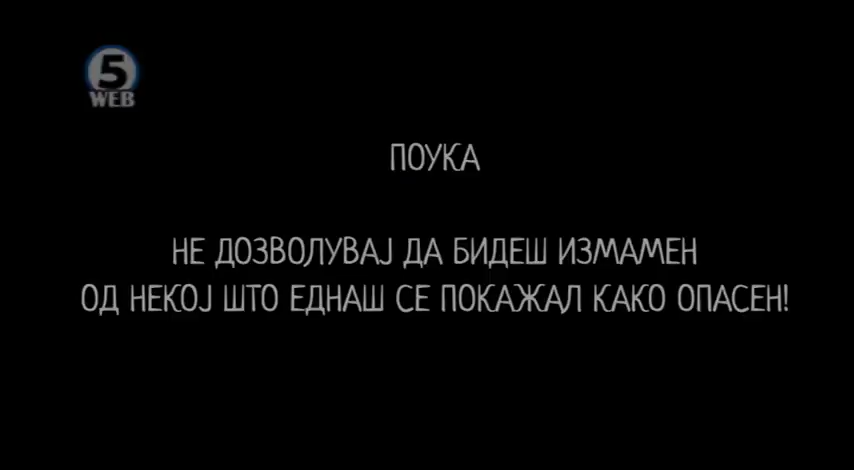 5
WEB
ПОУКА
НЕ ДОЗВОЛУВАЈ ДА БИДЕШ ИЗМАМЕН
ОД НЕКОЈ ШТО ЕДНАШ СЕ ПОКАЖАЛ КАКО ОПАСЕН!